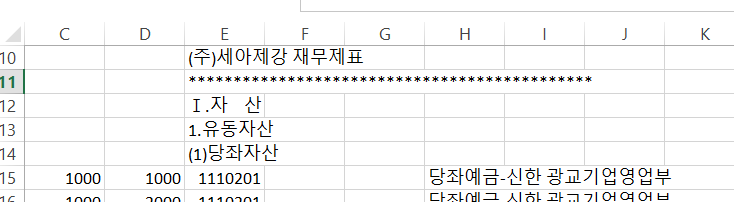 C D E F G H I J K
10 (주)세아제강 재무제표
11 *********************************************
12 Ⅰ.자 산
13 1.유동자산
14 (1)당좌자산
15 1000 1000 1110201 당좌예금-신한 광교기업영업부
16 1000 2000 1110201 당좌예금-신한 광교기업영업부